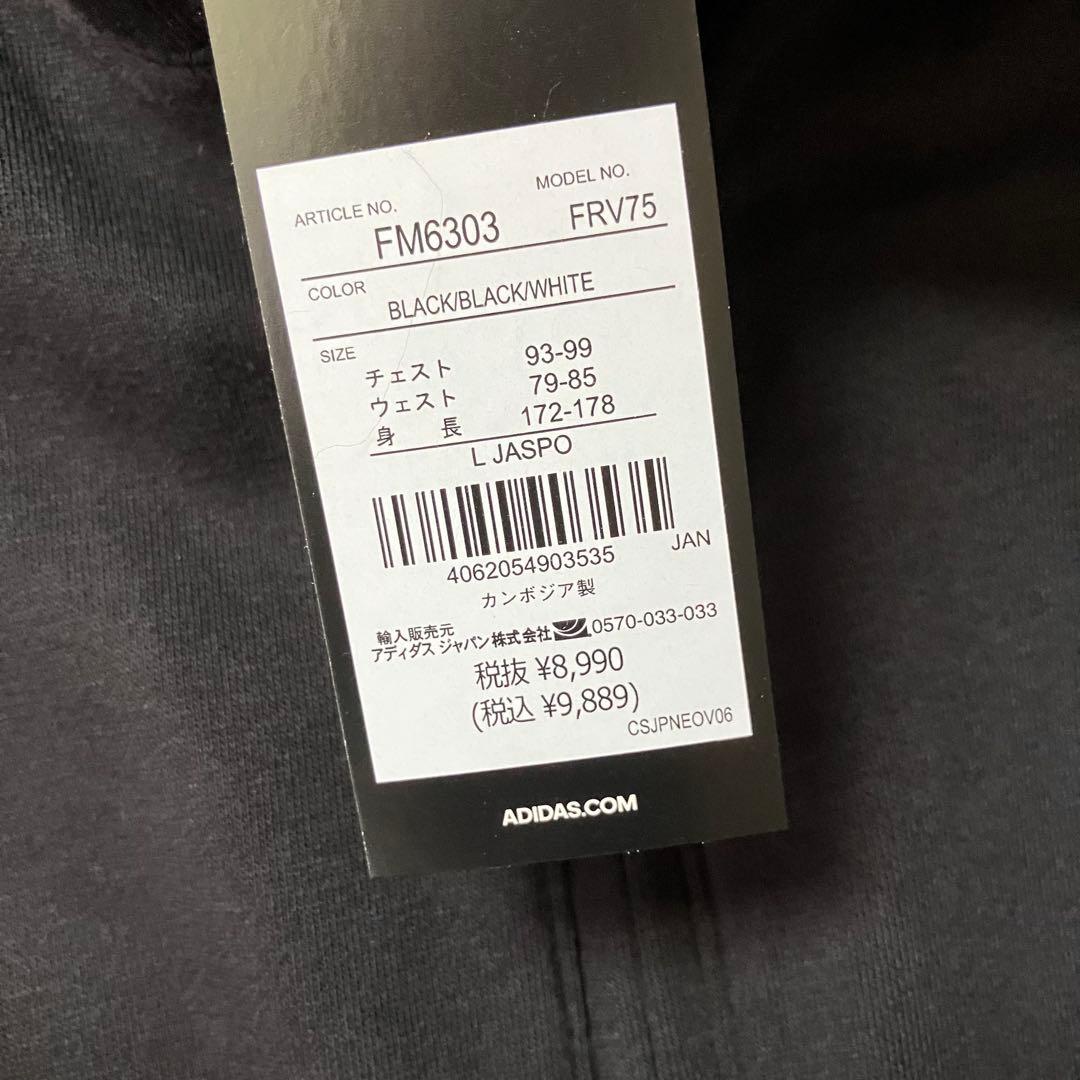 ARTICLE NO. MODEL NO.
FM6303 FRV75
COLOR
BLACK/BLACK/WHITE
SIZE
チェスト 93-99
ウェスト 79-85
身 長 172-178
L JASPO
4062054903535 JAN
カンボジア製
輸入販売元
アディダス ジャパン株式会社 0570-033-033
税抜 ¥8,990
(税込 ¥9,889)
CSJPNEOV06
ADIDAS.COM